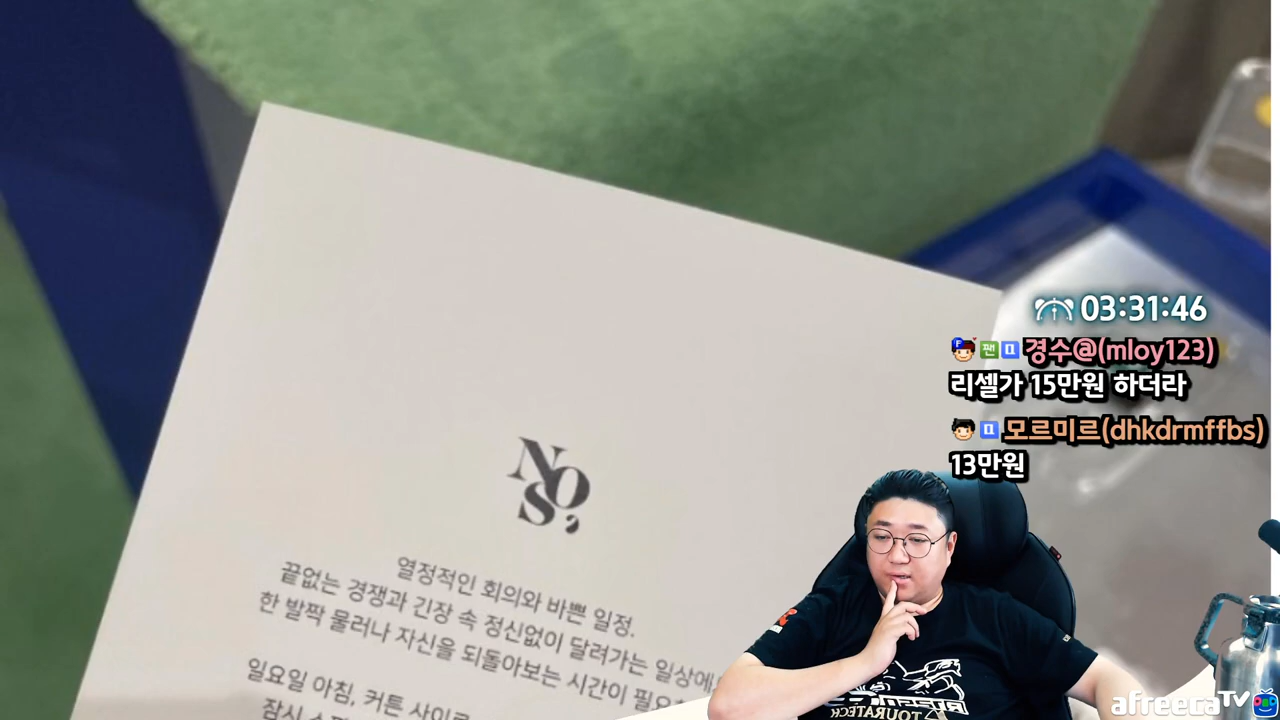 NOS,
열정적인 회의와 바쁜 일정.
끝없는 경쟁과 긴장 속 정신없이 달려가는 일상에
한 발짝 물러나 자신을 되돌아보는 시간이 필요
일요일 아침, 커튼 사이로
잠시
03:31:46
F 팬 경수@(mloy123)
리셀가 15만원 하더라
모르미르(dhkdrmffbs)
13만원
TOURATECH
afreecaTV